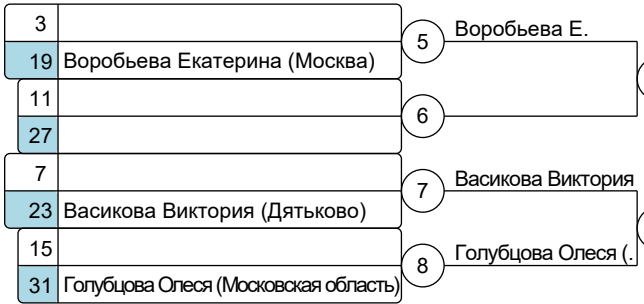 3
19 Воробьева Екатерина (Москва)
5
Воробьева Е.
11
27
6
7
23 Васикова Виктория (Дятьково)
7
Васикова Виктория
15
31 Голубцова Олеся (Московская область)
8
Голубцова Олеся (.